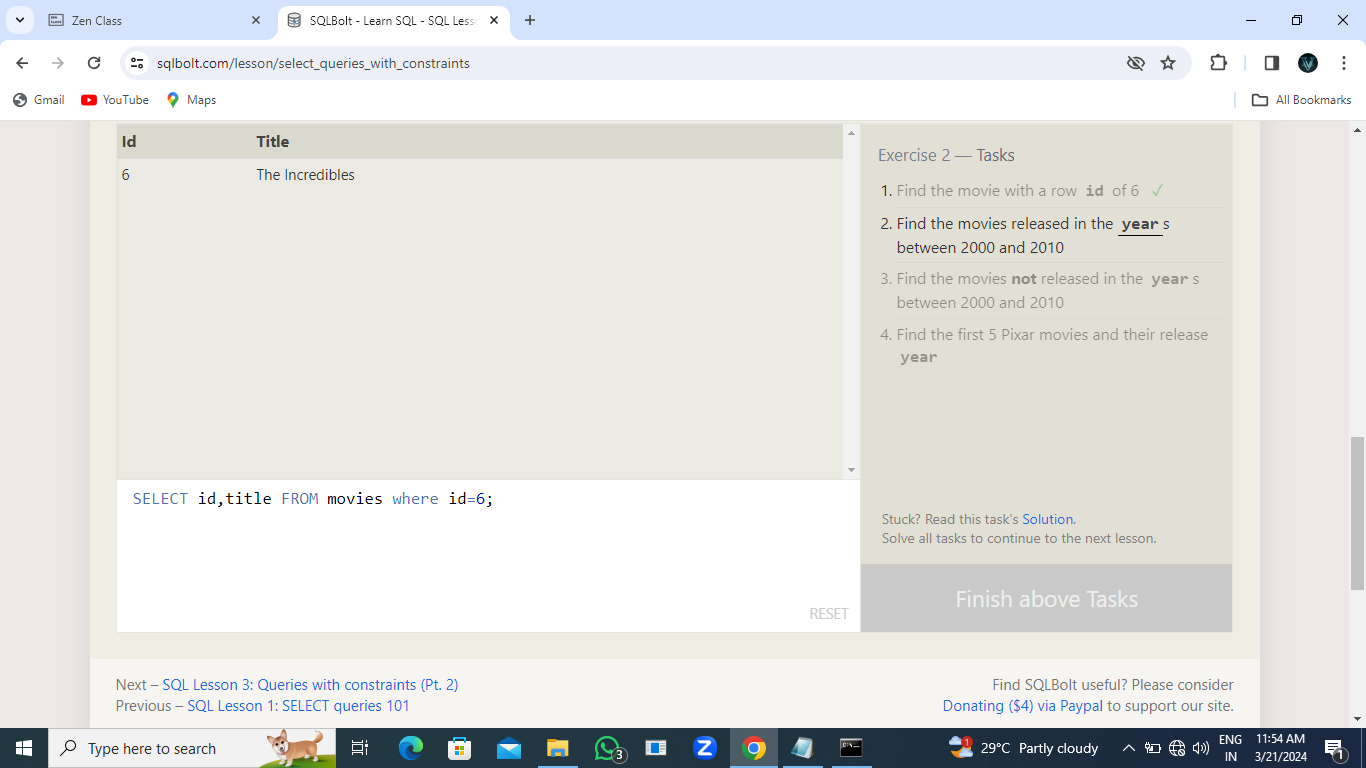 Zen Class
SQLBolt - Learn SQL - SQL Less
sqlbolt.com/lesson/select_queries_with_constraints
Gmail
YouTube
Maps
All Bookmarks
Id Title
6 The Incredibles
Exercise 2 — Tasks
1. Find the movie with a row id of 6 ✓
2. Find the movies released in the year s
between 2000 and 2010
3. Find the movies not released in the year s
between 2000 and 2010
4. Find the first 5 Pixar movies and their release
year
SELECT id,title FROM movies where id=6;
RESET
Stuck? Read this task's Solution.
Solve all tasks to continue to the next lesson.
Finish above Tasks
Next – SQL Lesson 3: Queries with constraints (Pt. 2)
Previous – SQL Lesson 1: SELECT queries 101
Find SQLBolt useful? Please consider
Donating ($4) via Paypal to support our site.
Type here to search
3
29°C Partly cloudy
1
ENG
IN
11:54 AM
3/21/2024
1